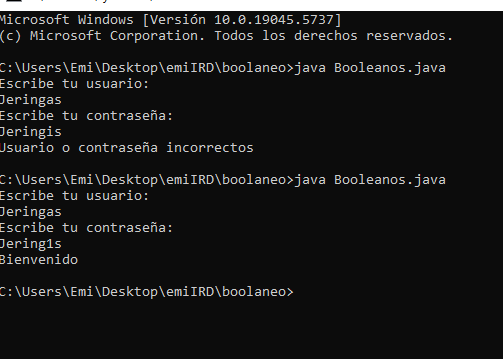 Microsoft Windows [Versión 10.0.19045.5737]
(c) Microsoft Corporation. Todos los derechos reservados.
C:\Users\Emi\Desktop\emiIRD\boolaneo>java Booleanos.java
Escribe tu usuario:
Jeringas
Escribe tu contraseña:
Jeringis
Usuario o contraseña incorrectos
C:\Users\Emi\Desktop\emiIRD\boolaneo>java Booleanos.java
Escribe tu usuario:
Jeringas
Escribe tu contraseña:
Jering1s
Bienvenido
C:\Users\Emi\Desktop\emiIRD\boolaneo>